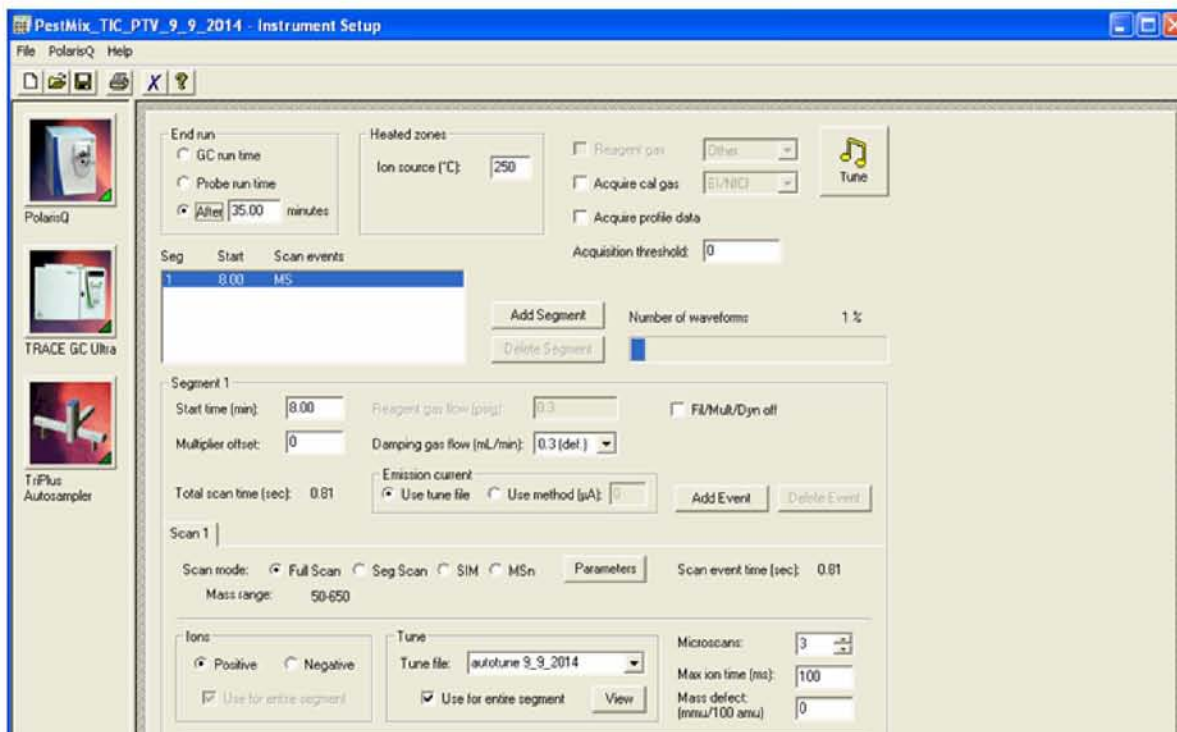 PestMix_TIC_PTV_9_9_2014 - Instrument Setup
File PolarisQ Help
PolarisQ
TRACE GC Ultra
TriPlus
Autosampler
End run
GC run time
Probe run time
After 35.00 minutes
Heated zones
Ion source (°C): 250
Reagent gas Other
Acquire cal gas EI/NICI
Acquire profile data
Acquisition threshold: 0
Tune
Seg Start Scan events
1 8.00 MS
Add Segment
Delete Segment
Number of waveforms 1 %
Segment 1
Start time (min): 8.00
Reagent gas flow (psig): 0.3
Fil/Mult/Dyn off
Multiplier offset: 0
Damping gas flow (mL/min): 0.3 (def.)
Emission current
Total scan time (sec): 0.81
Use tune file Use method (µA): 0
Add Event Delete Event
Scan 1
Scan mode: Full Scan Seg Scan SIM MSn Parameters Scan event time (sec): 0.81
Mass range: 50-650
Ions
Positive Negative
Use for entire segment
Tune
Tune file: autotune 9_9_2014
Use for entire segment View
Microscans: 3
Max ion time (ms): 100
Mass defect
(mmu/100 amu) 0